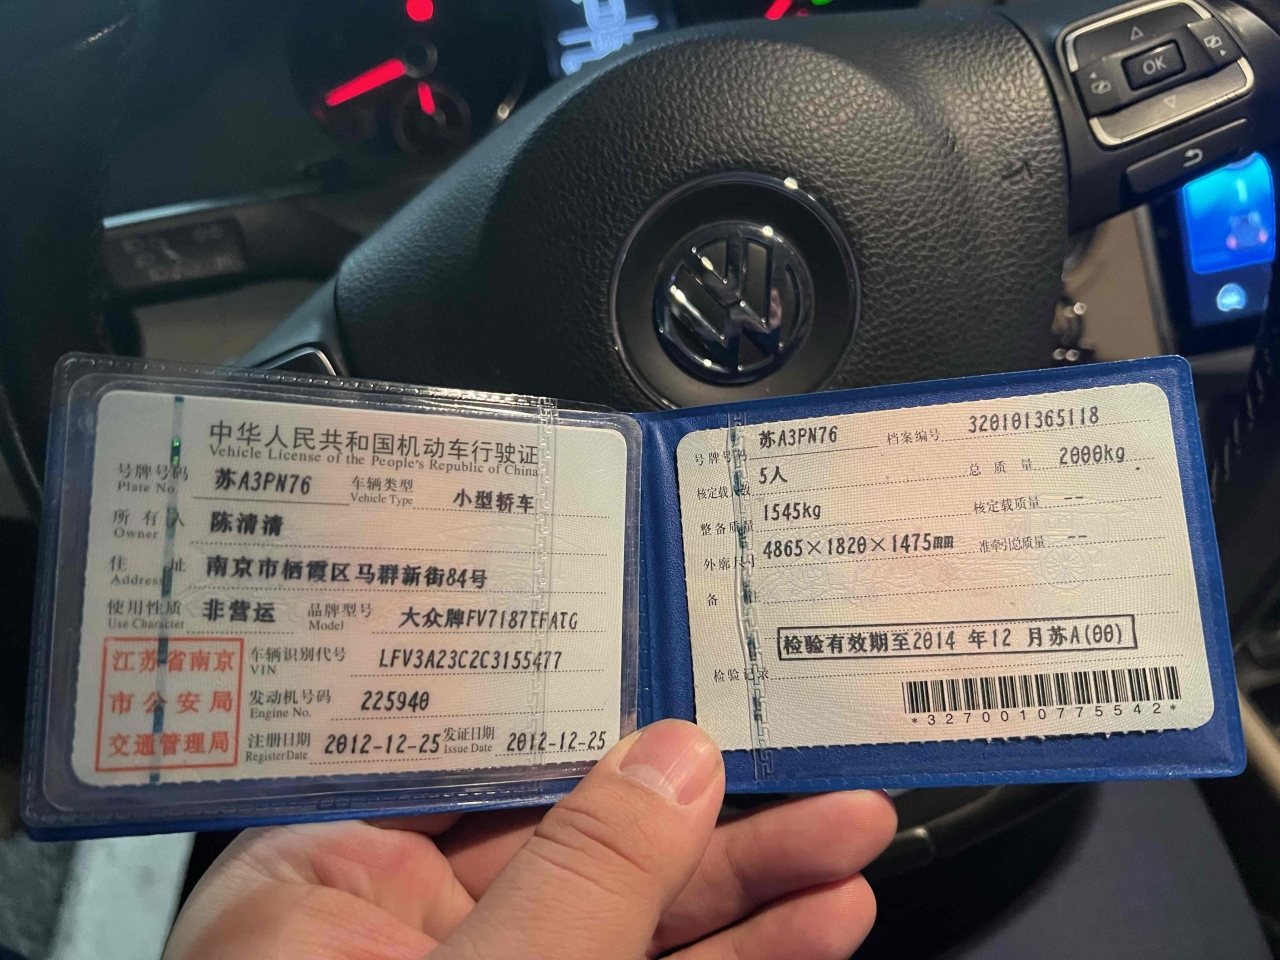 OK
中华人民共和国机动车行驶证
Vehicle License of the People's Republic of China
号牌号码 苏A3PN76 车辆类型 小型轿车
Plate No. Vehicle Type
所有人 陈清清
Owner
住址 南京市栖霞区马群新街84号
Address
使用性质 非营运 品牌型号 大众牌FV7187TFATG
Use Character Model
江苏省南京
市公安局
交通管理局
车辆识别代号 LFV3A23C2C3155477
VIN
发动机号码 225940
Engine No.
注册日期 2012-12-25 发证日期 2012-12-25
Register Date Issue Date
号牌号码 苏A3PN76 档案编号 320101365118
核定载人数 5人 总质量 2000kg
整备质量 1545kg 核定载质量 --
外廓尺寸 4865×1820×1475mm 准牵引总质量 --
备注
检验有效期至2014 年12 月苏A(00)
检验记录
*3270010775542*